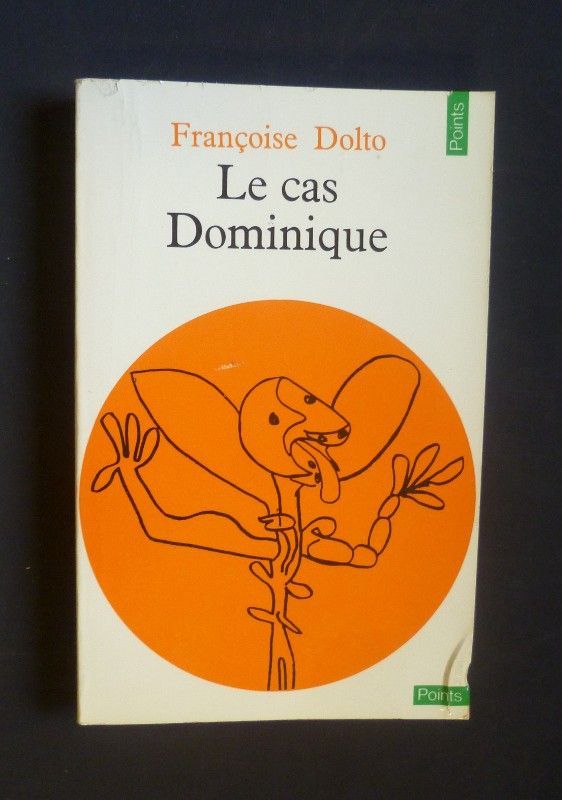 Points
Françoise Dolto
Le cas
Dominique
Points